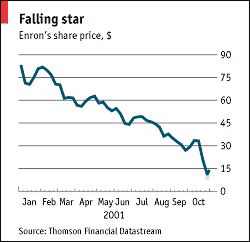 Falling star
Enron's share price, $
90
75
60
45
30
15
0
Jan Feb Mar Apr May Jun Jul Aug Sep Oct
2001
Source: Thomson Financial Datastream